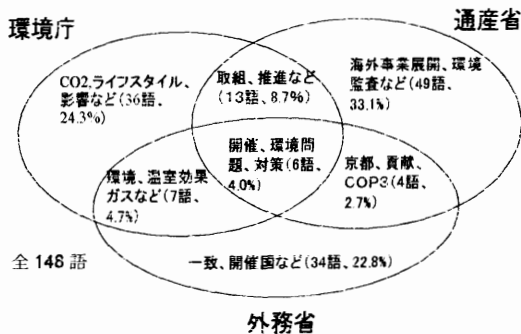 環境庁
通産省
CO2,ライフスタイル、
影響など(36語、
24.3%)
取組、推進など
(13語、8.7%)
海外事業展開、環境
監査など(49語、
33.1%)
開催、環境問
題、対策(6語、
4.0%)
環境、温室効果
ガスなど(7語、
4.7%)
京都、貢献、
COP3(4語、
2.7%)
全148語
一致、開催国など(34語、22.8%)
外務省